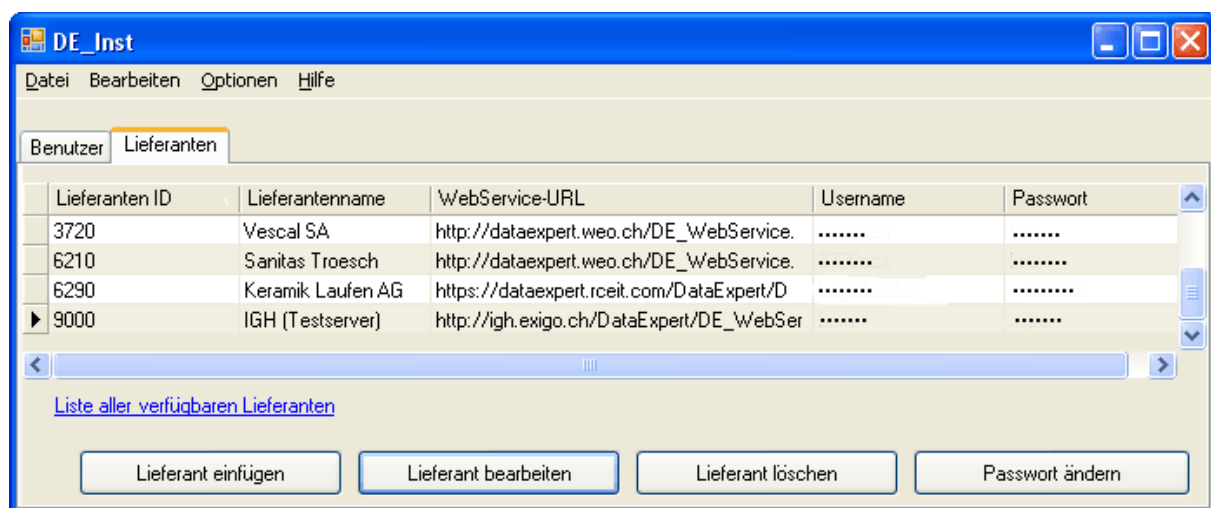 DE_Inst
Datei Bearbeiten Optionen Hilfe
Benutzer Lieferanten
Lieferanten ID Lieferantenname WebService-URL Username Passwort
3720 Vescal SA http://dataexpert.weo.ch/DE_WebService. ••••••• •••••••
6210 Sanitas Troesch http://dataexpert.weo.ch/DE_WebService. •••••••• ••••••••
6290 Keramik Laufen AG https://dataexpert.rceit.com/DataExpert/D •••••••• •••••••••
9000 IGH (Testserver) http://igh.exigo.ch/DataExpert/DE_WebSer ••••••• •••••••
Liste aller verfügbaren Lieferanten
Lieferant einfügen Lieferant bearbeiten Lieferant löschen Passwort ändern